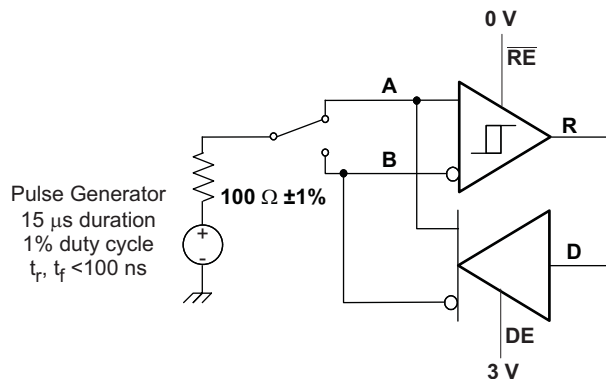 0 V
RE
A
R
B
100 Ω ±1%
Pulse Generator
15 μs duration
1% duty cycle
tr, tf <100 ns
+
-
D
DE
3 V